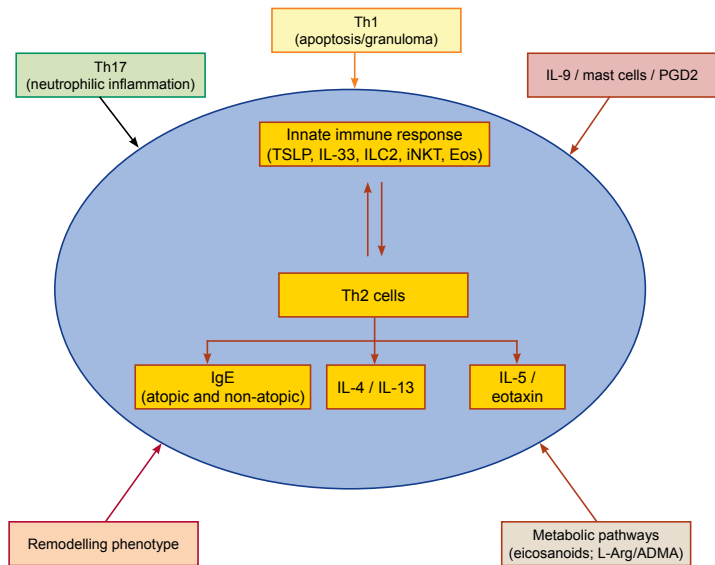 Th1
(apoptosis/granuloma)
Th17
(neutrophilic inflammation)
IL-9 / mast cells / PGD2
Innate immune response
(TSLP, IL-33, ILC2, iNKT, Eos)
Th2 cells
IgE
(atopic and non-atopic)
IL-4 / IL-13
IL-5 /
eotaxin
Remodelling phenotype
Metabolic pathways
(eicosanoids; L-Arg/ADMA)